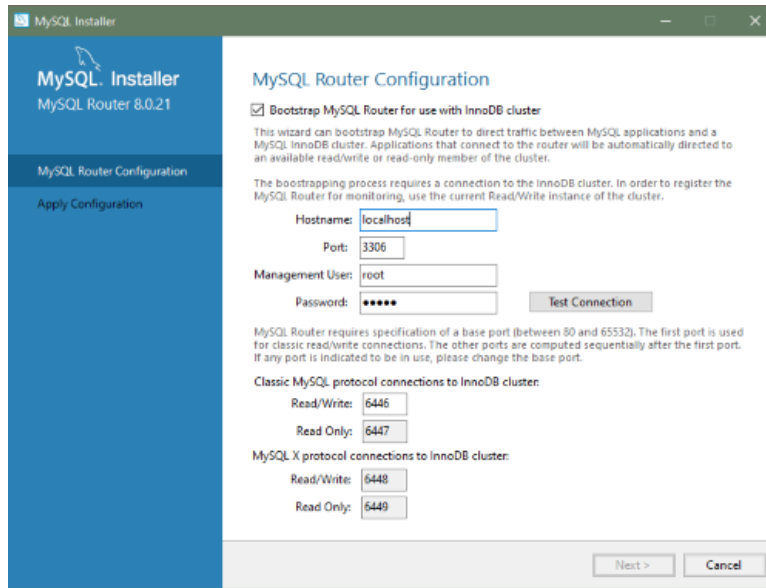 MySQL Installer
MySQL. Installer
MySQL Router 8.0.21
MySQL Router Configuration
Apply Configuration
MySQL Router Configuration
Bootstrap MySQL Router for use with InnoDB cluster
This wizard can bootstrap MySQL Router to direct traffic between MySQL applications and a
MySQL InnoDB cluster. Applications that connect to the router will be automatically directed to
an available read/write or read-only member of the cluster.
The boostrapping process requires a connection to the InnoDB cluster. In order to register the
MySQL Router for monitoring, use the current Read/Write instance of the cluster.
Hostname: localhost
Port: 3306
Management User: root
Password: •••••
Test Connection
MySQL Router requires specification of a base port (between 80 and 65532). The first port is used
for classic read/write connections. The other ports are computed sequentially after the first port.
If any port is indicated to be in use, please change the base port.
Classic MySQL protocol connections to InnoDB cluster:
Read/Write: 6446
Read Only: 6447
MySQL X protocol connections to InnoDB cluster:
Read/Write: 6448
Read Only: 6449
Next >
Cancel